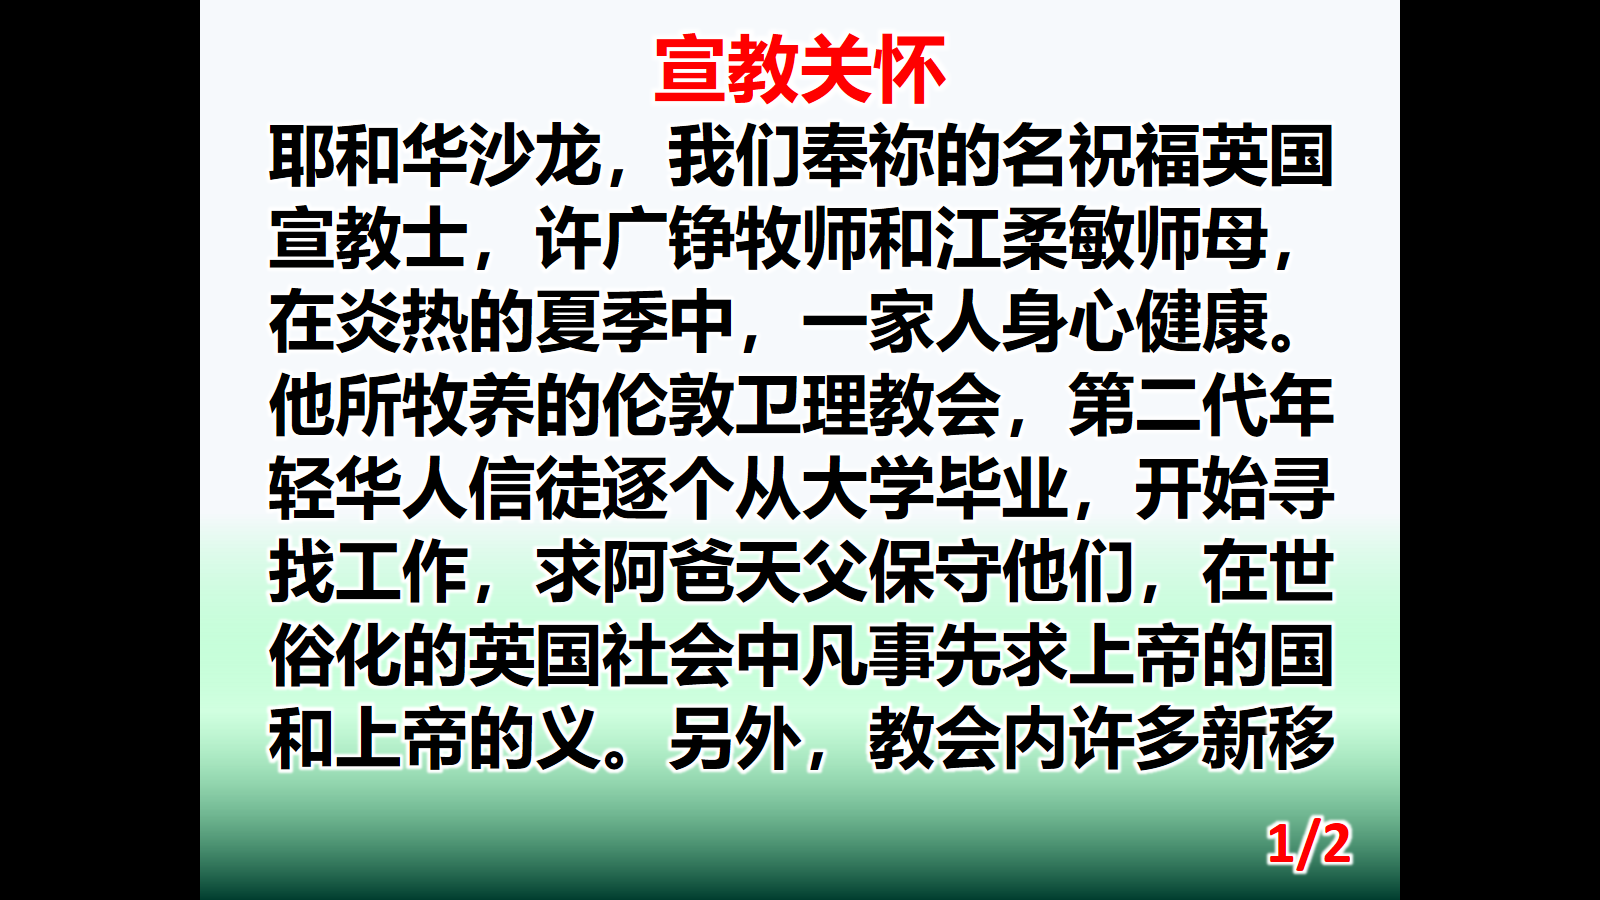 宣教关怀
耶和华沙龙，我们奉祢的名祝福英国
宣教士，许广铮牧师和江柔敏师母，
在炎热的夏季中，一家人身心健康。
他所牧养的伦敦卫理教会，第二代年
轻华人信徒逐个从大学毕业，开始寻
找工作，求阿爸天父保守他们，在世
俗化的英国社会中凡事先求上帝的国
和上帝的义。另外，教会内许多新移
1/2